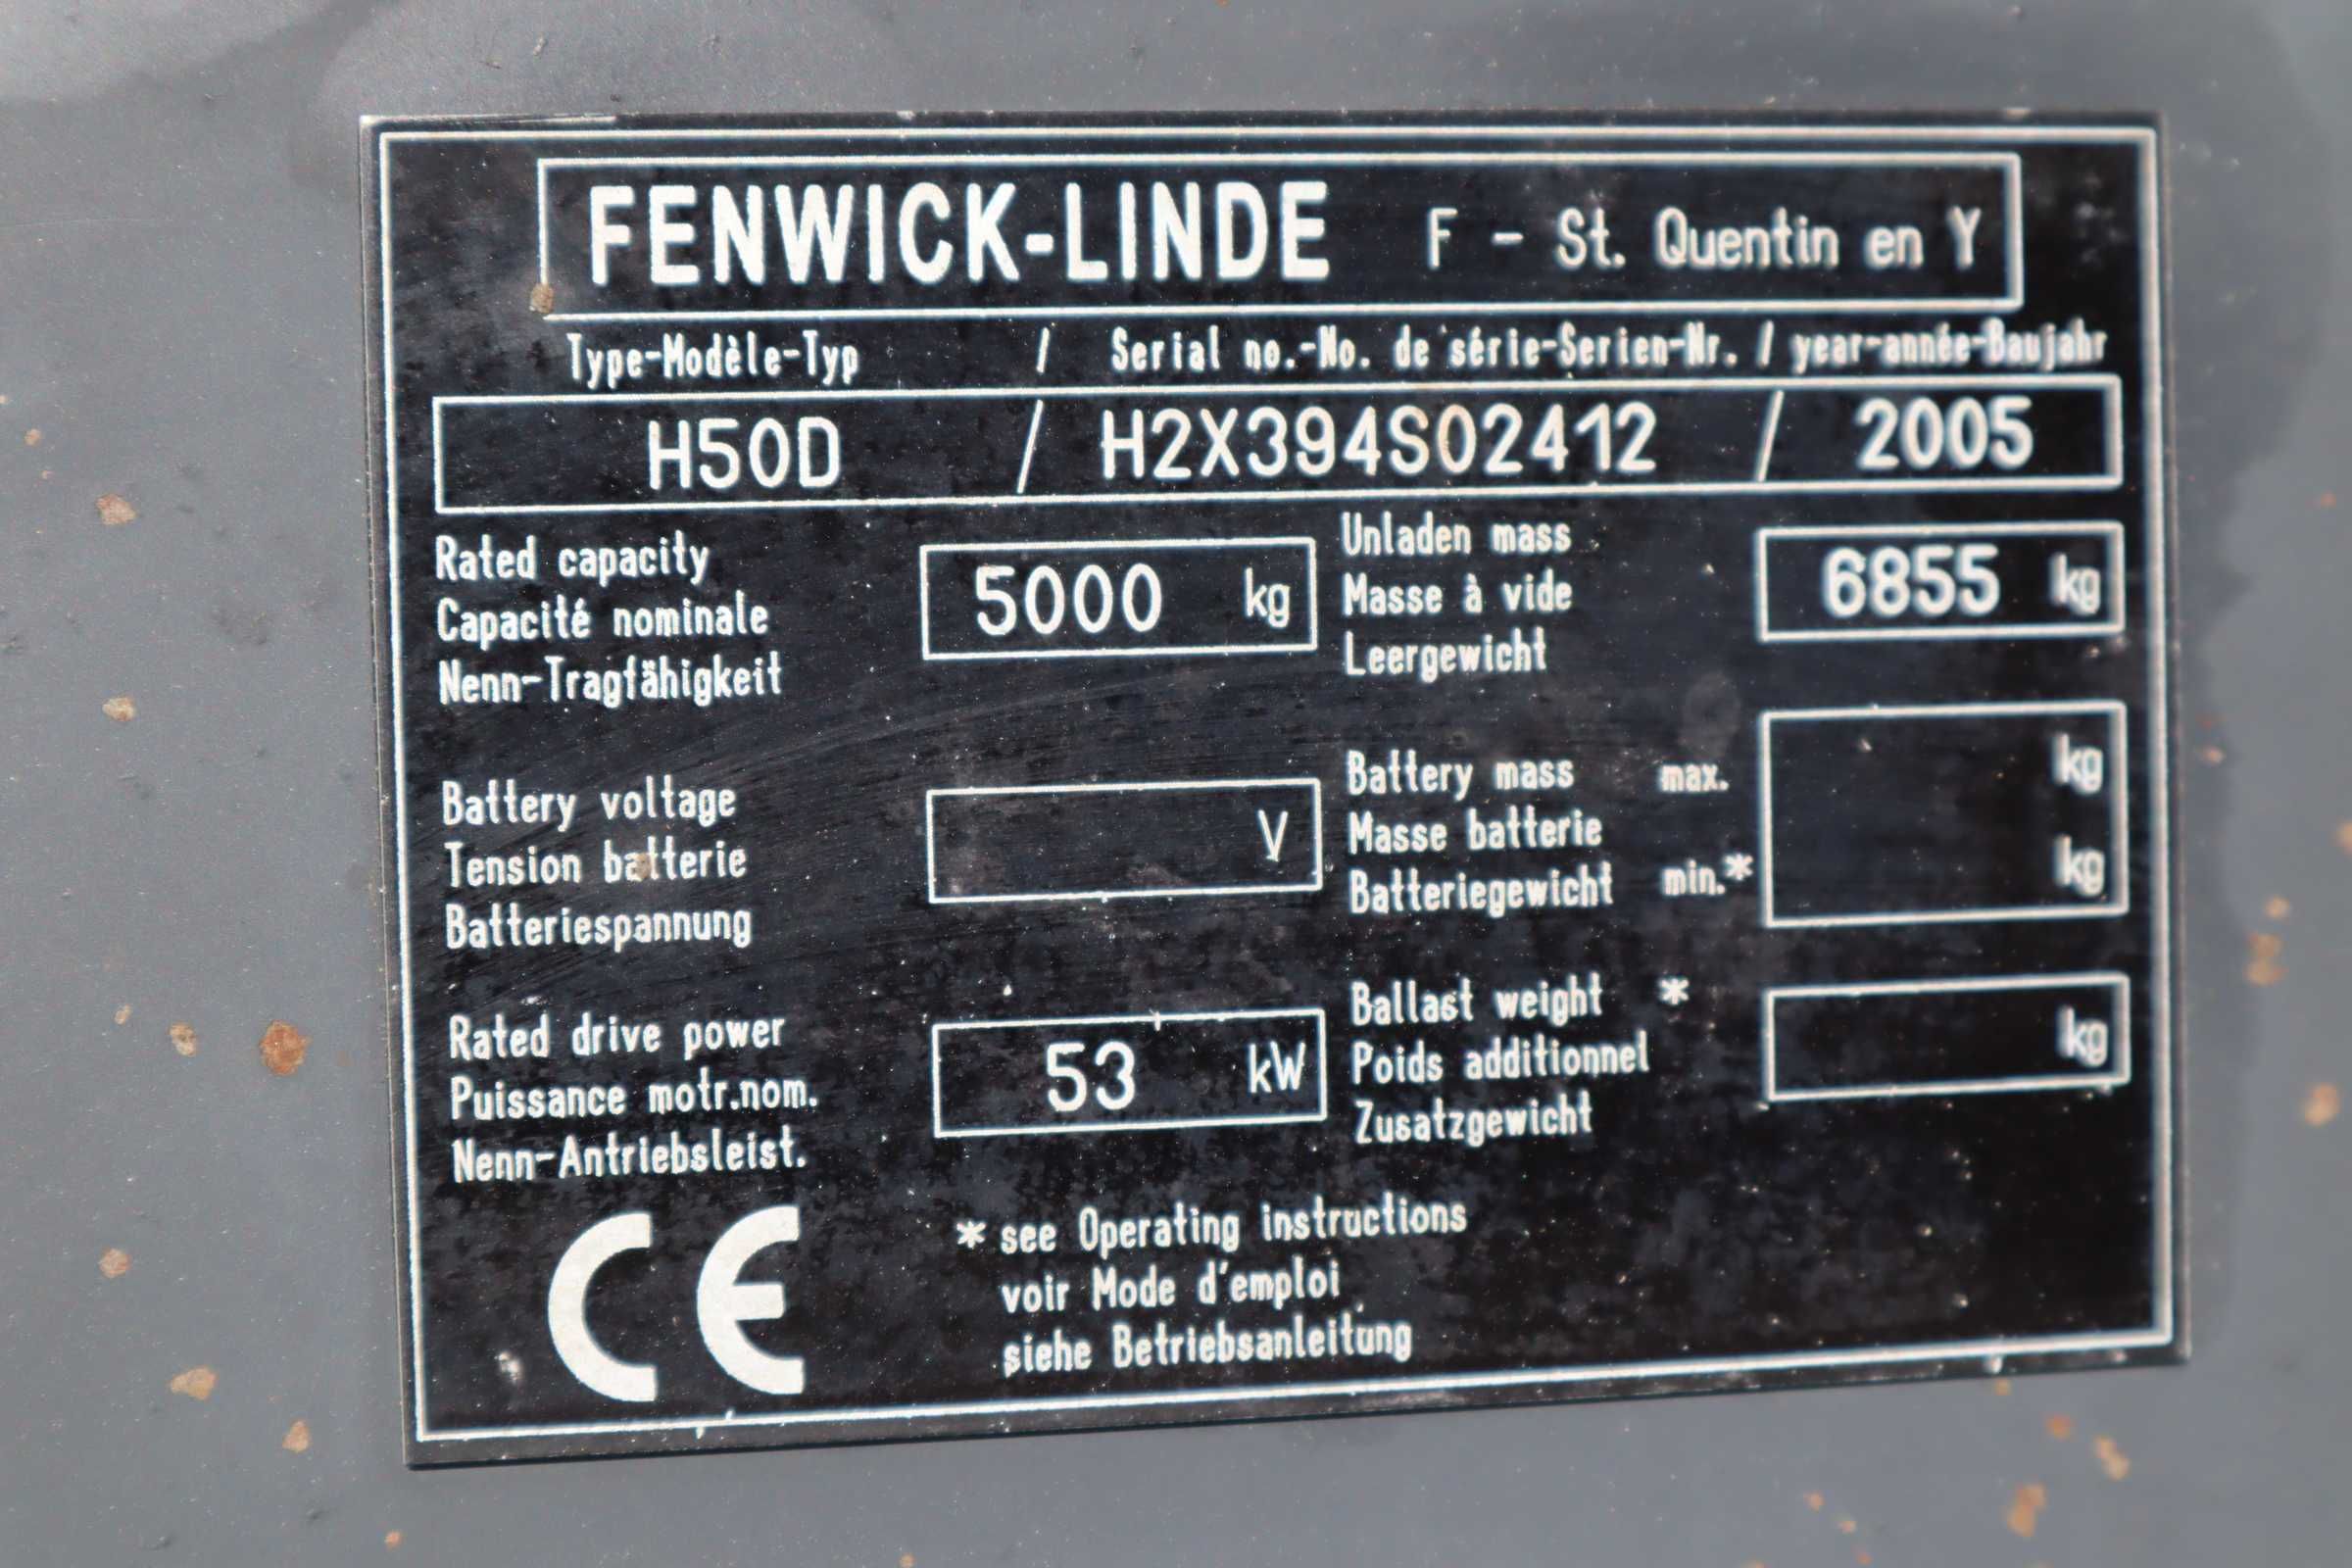 FENWICK-LINDE F - St. Quentin en Y
Type-Modèle-Typ / Serial no.-No. de série-Serien-Nr. / year-année-Baujahr
H50D / H2X394S02412 / 2005
Rated capacity
Capacité nominale
Nenn-Tragfähigkeit
5000 kg
Unladen mass
Masse à vide
Leergewicht
6855 kg
Battery voltage
Tension batterie
Batteriespannung
V
Battery mass max.
Masse batterie
Batteriegewicht min.*
kg
kg
Rated drive power
Puissance motr.nom.
Nenn-Antriebsleist.
53 kW
Ballast weight *
Poids additionnel
Zusatzgewicht
kg
CE
* see Operating instructions
voir Mode d'emploi
siehe Betriebsanleitung